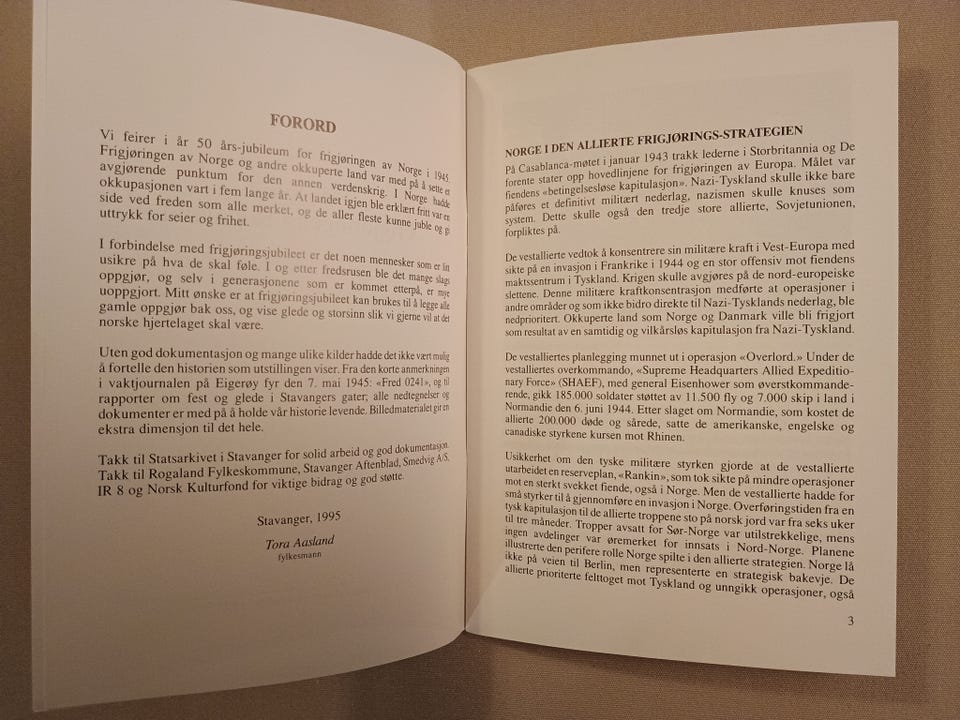 FORORD
Vi feirer i år 50 års-jubileum for frigjøringen av Norge i 1945.
Frigjøringen av Norge og andre okkuperte land var med på å sette et
avgjørende punktum for den annen verdenskrig. I Norge hadde
okkupasjonen vart i fem lange år. At landet igjen ble erklært fritt var en
side ved freden som alle merket, og de aller fleste kunne juble og gi
uttrykk for seier og frihet.
I forbindelse med frigjøringsjubileet er det noen mennesker som er litt
usikre på hva de skal føle. I og etter fredsrusen ble det mange slags
oppgjør, og selv i generasjonene som er kommet etterpå, er mye
uoppgjort. Mitt ønske er at frigjøringsjubileet kan brukes til å legge alle
gamle oppgjør bak oss, og vise glede og storsinn slik vi gjerne vil at det
norske hjertelaget skal være.
Uten god dokumentasjon og mange ulike kilder hadde det ikke vært mulig
å fortelle den historien som utstillingen viser. Fra den korte anmerkningen
i vaktjournalen på Eigerøy fyr den 7. mai 1945: «Fred 0241», og til
rapporter om fest og glede i Stavangers gater; alle nedtegnelser og
dokumenter er med på å holde vår historie levende. Billedmaterialet gir en
ekstra dimensjon til det hele.
Takk til Statsarkivet i Stavanger for solid arbeid og god dokumentasjon.
Takk til Rogaland Fylkeskommune, Stavanger Aftenblad, Smedvig A/S,
IR 8 og Norsk Kulturfond for viktige bidrag og god støtte.
Stavanger, 1995
Tora Aasland
fylkesmann
NORGE I DEN ALLIERTE FRIGJØRINGS-STRATEGIEN
På Casablanca-møtet i januar 1943 trakk lederne i Storbritannia og De
forente stater opp hovedlinjene for frigjøringen av Europa. Målet var
fiendens «betingelsesløse kapitulasjon». Nazi-Tyskland skulle ikke bare
påføres et definitivt militært nederlag, nazismen skulle knuses som
system. Dette skulle også den tredje store allierte, Sovjetunionen,
forpliktes på.
De vestallierte vedtok å konsentrere sin militære kraft i Vest-Europa med
sikte på en invasjon i Frankrike i 1944 og en stor offensiv mot fiendens
maktssentrum i Tyskland. Krigen skulle avgjøres på de nord-europeiske
slettene. Denne militære kraftkonsentrasjon medførte at operasjoner i
andre områder og som ikke bidro direkte til Nazi-Tysklands nederlag, ble
nedprioritert. Okkuperte land som Norge og Danmark ville bli frigjort
som resultat av en samtidig og vilkårsløs kapitulasjon fra Nazi-Tyskland.
De vestalliertes planlegging munnet ut i operasjon «Overlord.» Under de
vestalliertes overkommando, «Supreme Headquarters Allied Expeditio-
nary Force» (SHAEF), med general Eisenhower som øverstkommande-
rende, gikk 185.000 soldater støttet av 11.500 fly og 7.000 skip i land i
Normandie den 6. juni 1944. Etter slaget om Normandie, som kostet de
allierte 200.000 døde og sårede, satte de amerikanske, engelske og
canadiske styrkene kursen mot Rhinen.
Usikkerhet om den tyske militære styrken gjorde at de vestallierte
utarbeidet en reserveplan, «Rankin», som tok sikte på mindre operasjoner
mot en sterkt svekket fiende, også i Norge. Men de vestallierte hadde for
små styrker til å gjennomføre en invasjon i Norge. Overføringstiden fra en
tysk kapitulasjon til de allierte troppene sto på norsk jord var fra seks uker
til tre måneder. Tropper avsatt for Sør-Norge var utilstrekkelige, mens
ingen avdelinger var øremerket for innsats i Nord-Norge. Planene
illustrerte den perifere rolle Norge spilte i den allierte strategien. Norge lå
ikke på veien til Berlin, men representerte en strategisk bakevje. De
allierte prioriterte felttoget mot Tyskland og unngikk operasjoner, også
3